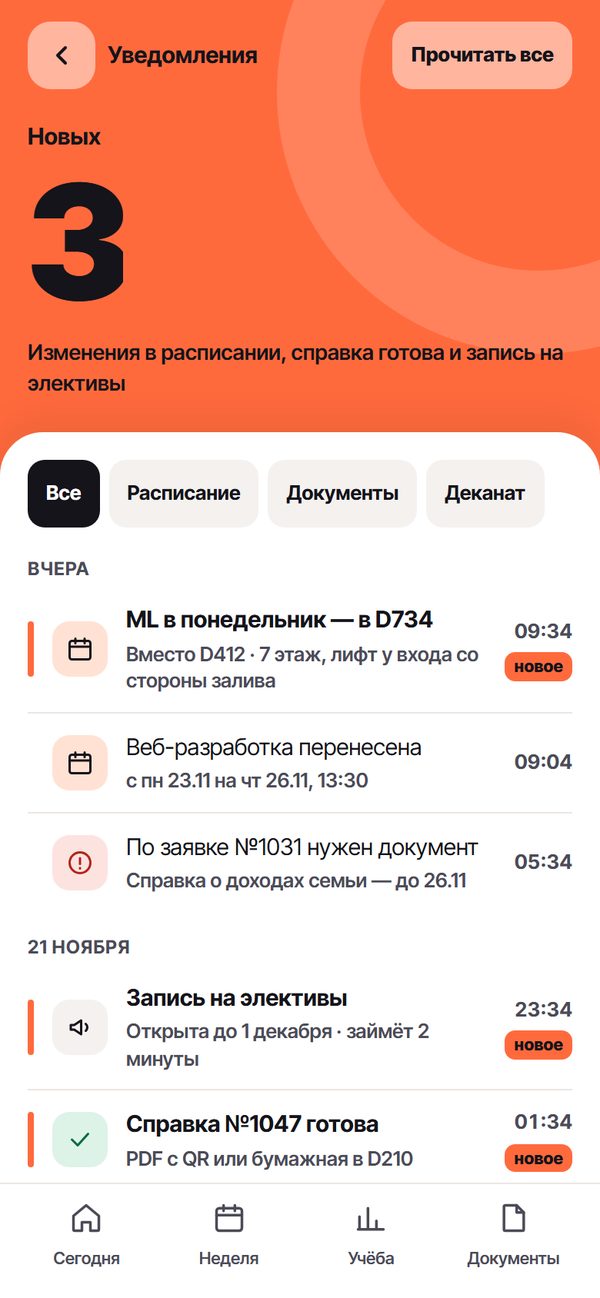 Уведомления
Прочитать все
Новых
3
Изменения в расписании, справка готова и запись на
элективы
Все
Расписание
Документы
Деканат
ВЧЕРА
ML в понедельник — в D734
Вместо D412 · 7 этаж, лифт у входа со
стороны залива
09:34
новое
Веб-разработка перенесена
с пн 23.11 на чт 26.11, 13:30
09:04
По заявке №1031 нужен документ
Справка о доходах семьи — до 26.11
05:34
21 НОЯБРЯ
Запись на элективы
Открыта до 1 декабря · займёт 2
минуты
23:34
новое
Справка №1047 готова
PDF с QR или бумажная в D210
01:34
новое
Сегодня
Неделя
Учёба
Документы